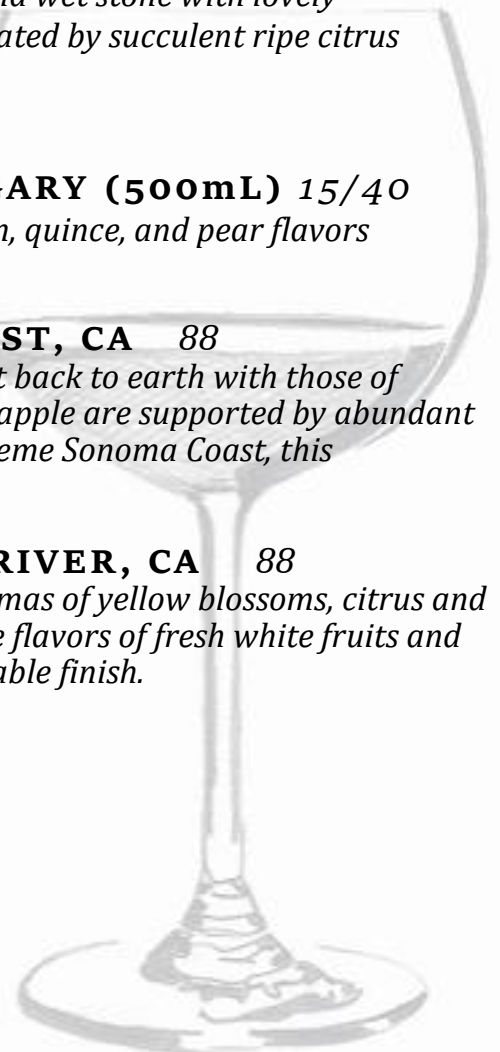 wet stone with lovely
ated by succulent ripe citrus
GARY (500mL) 15/40
n, quince, and pear flavors
ST, CA 88
t back to earth with those of
apple are supported by abundant
eme Sonoma Coast, this
RIVER, CA 88
mas of yellow blossoms, citrus and
e flavors of fresh white fruits and
able finish.